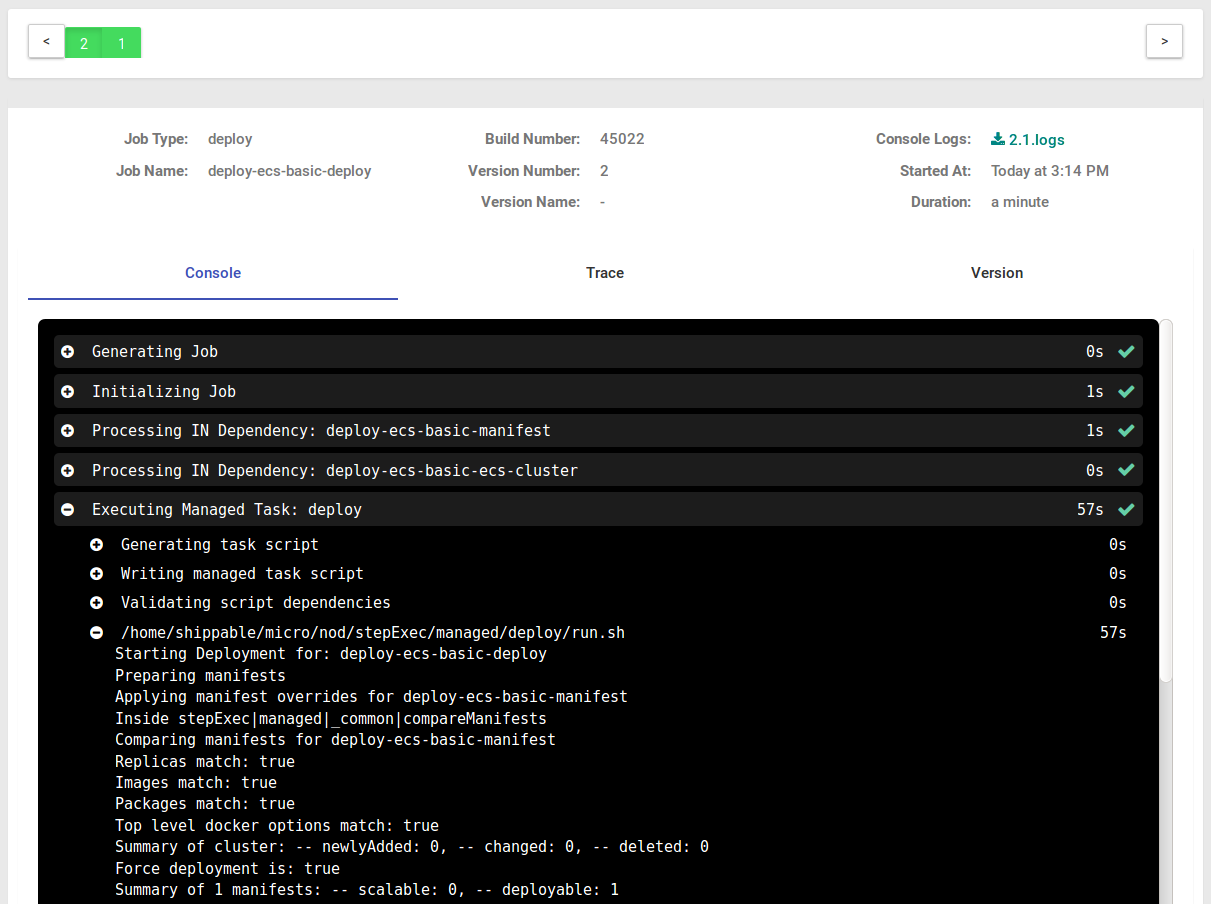 < 2 1 >
Job Type: deploy Build Number: 45022 Console Logs: 2.1.logs
Job Name: deploy-ecs-basic-deploy Version Number: 2 Started At: Today at 3:14 PM
Version Name: - Duration: a minute
Console Trace Version
Generating Job 0s
Initializing Job 1s
Processing IN Dependency: deploy-ecs-basic-manifest 1s
Processing IN Dependency: deploy-ecs-basic-ecs-cluster 0s
Executing Managed Task: deploy 57s
Generating task script 0s
Writing managed task script 0s
Validating script dependencies 0s
/home/shippable/micro/nod/stepExec/managed/deploy/run.sh 57s
Starting Deployment for: deploy-ecs-basic-deploy
Preparing manifests
Applying manifest overrides for deploy-ecs-basic-manifest
Inside stepExec|managed|_common|compareManifests
Comparing manifests for deploy-ecs-basic-manifest
Replicas match: true
Images match: true
Packages match: true
Top level docker options match: true
Summary of cluster: -- newlyAdded: 0, -- changed: 0, -- deleted: 0
Force deployment is: true
Summary of 1 manifests: -- scalable: 0, -- deployable: 1